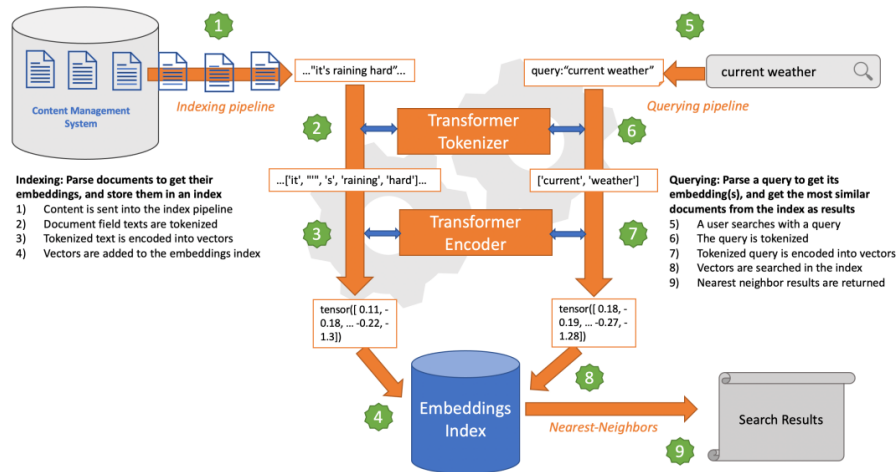 1
5
..."it's raining hard"...
query:"current weather"
current weather
Content Management
System
Indexing pipeline
Querying pipeline
2
Transformer
Tokenizer
6
Indexing: Parse documents to get their
embeddings, and store them in an index
1) Content is sent into the index pipeline
2) Document field texts are tokenized
3) Tokenized text is encoded into vectors
4) Vectors are added to the embeddings index
...['it', "'", 's', 'raining', 'hard']...
['current', 'weather']
Querying: Parse a query to get its
embedding(s), and get the most similar
documents from the index as results
5) A user searches with a query
6) The query is tokenized
7) Tokenized query is encoded into vectors
8) Vectors are searched in the index
9) Nearest neighbor results are returned
3
Transformer
Encoder
7
tensor([ 0.11, -
0.18, ... -0.22, -
1.3])
tensor([ 0.18, -
0.19, ... -0.27, -
1.28])
4
Embeddings
Index
8
Nearest-Neighbors
9
Search Results